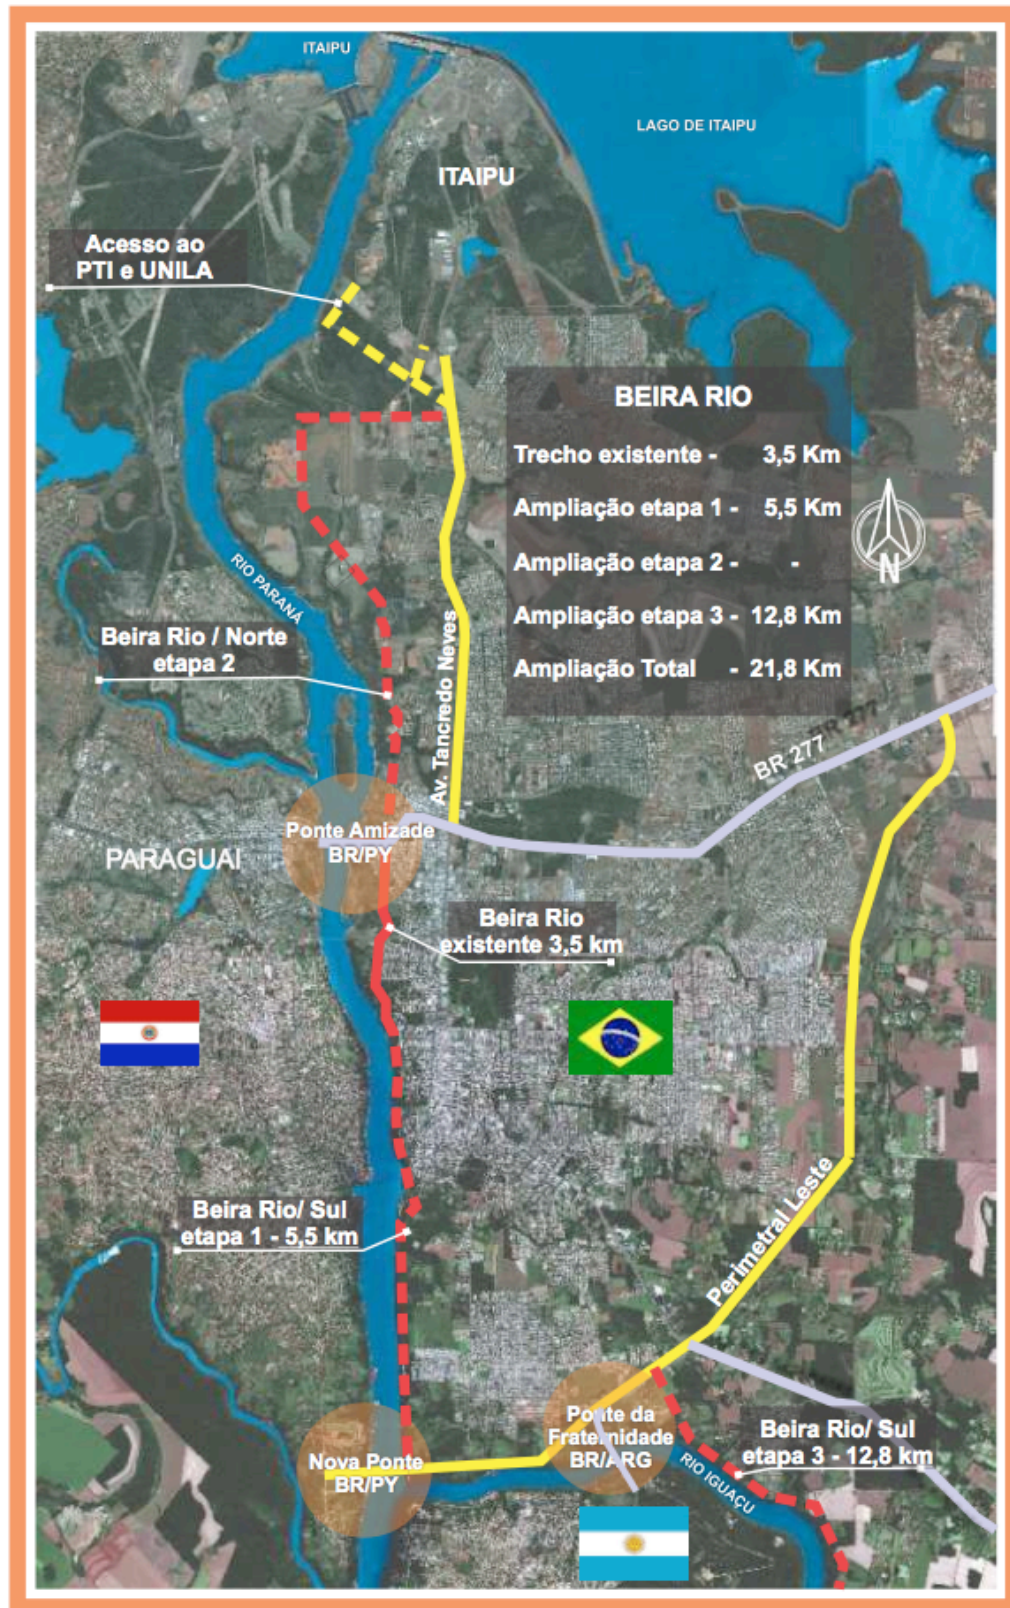 ITAIPU
LAGO DE ITAIPU
ITAIPU
Acesso ao
PTI e UNILA
BEIRA RIO
Trecho existente - 3,5 Km
Ampliação etapa 1 - 5,5 Km
Ampliação etapa 2 - -
Ampliação etapa 3 - 12,8 Km
Ampliação Total - 21,8 Km
N
RIO PARANÁ
Beira Rio / Norte
etapa 2
Av. Tancredo Neves
BR 277
BR 277
Ponte Amizade
BR/PY
PARAGUAI
Beira Rio
existente 3,5 km
Beira Rio/ Sul
etapa 1 - 5,5 km
Perimetral Leste
Ponte da
Fraternidade
BR/ARG
Beira Rio/ Sul
etapa 3 - 12,8 km
Nova Ponte
BR/PY
RIO IGUAÇU